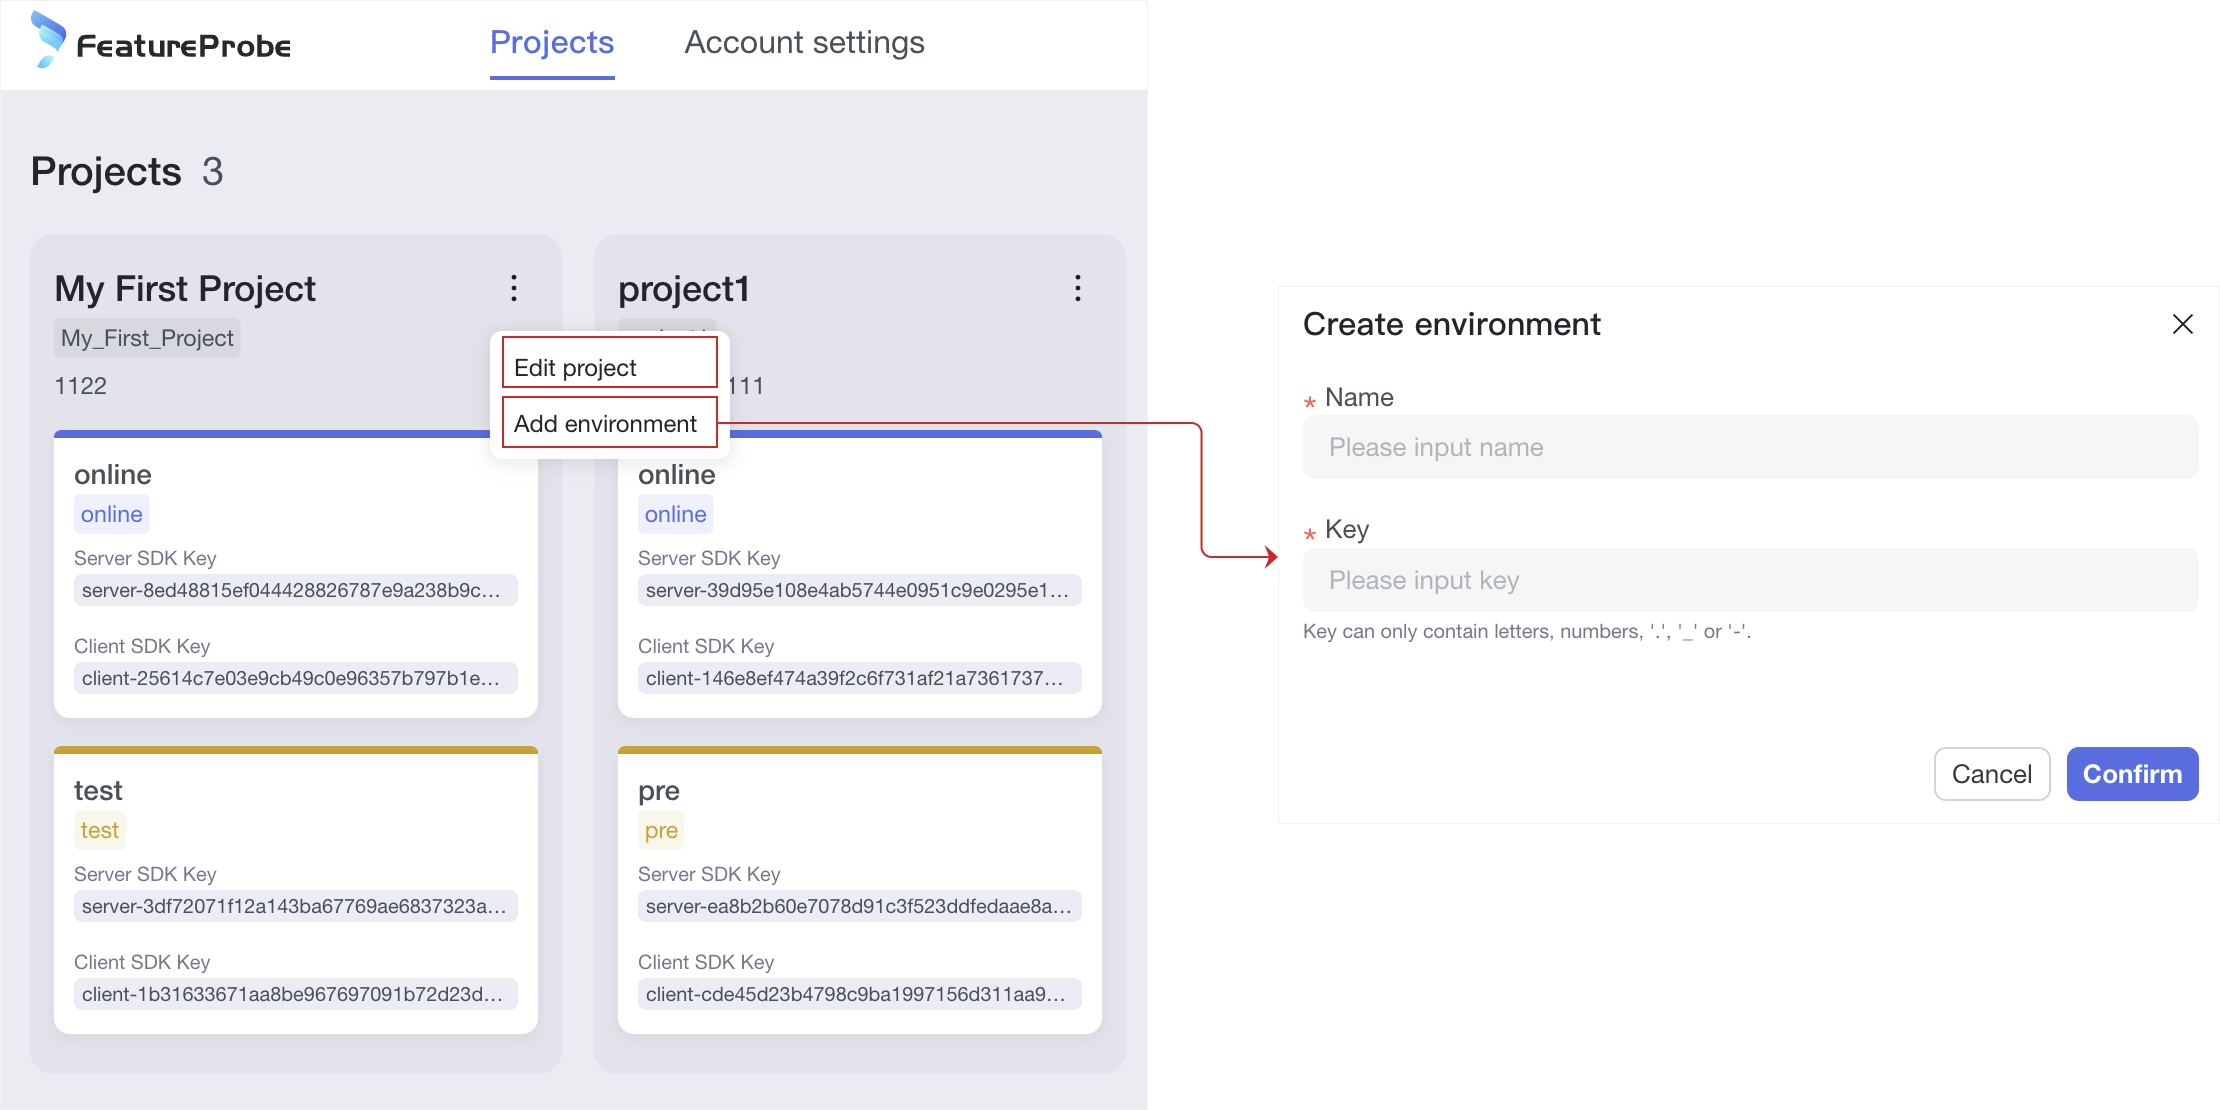 FeatureProbe
Projects
Account settings
Projects 3
My First Project
My_First_Project
1122
Edit project
Add environment
online
online
Server SDK Key
server-8ed48815ef044428826787e9a238b9c...
Client SDK Key
client-25614c7e03e9cb49c0e96357b797b1e...
test
test
Server SDK Key
server-3df72071f12a143ba67769ae6837323a...
Client SDK Key
client-1b31633671aa8be967697091b72d23d...
project1
111
online
online
Server SDK Key
server-39d95e108e4ab5744e0951c9e0295e1...
Client SDK Key
client-146e8ef474a39f2c6f731af21a7361737...
pre
pre
Server SDK Key
server-ea8b2b60e7078d91c3f523ddfedaae8a...
Client SDK Key
client-cde45d23b4798c9ba1997156d311aa9...
Create environment
* Name
Please input name
* Key
Please input key
Key can only contain letters, numbers, '.', '_' or '-'.
Cancel
Confirm